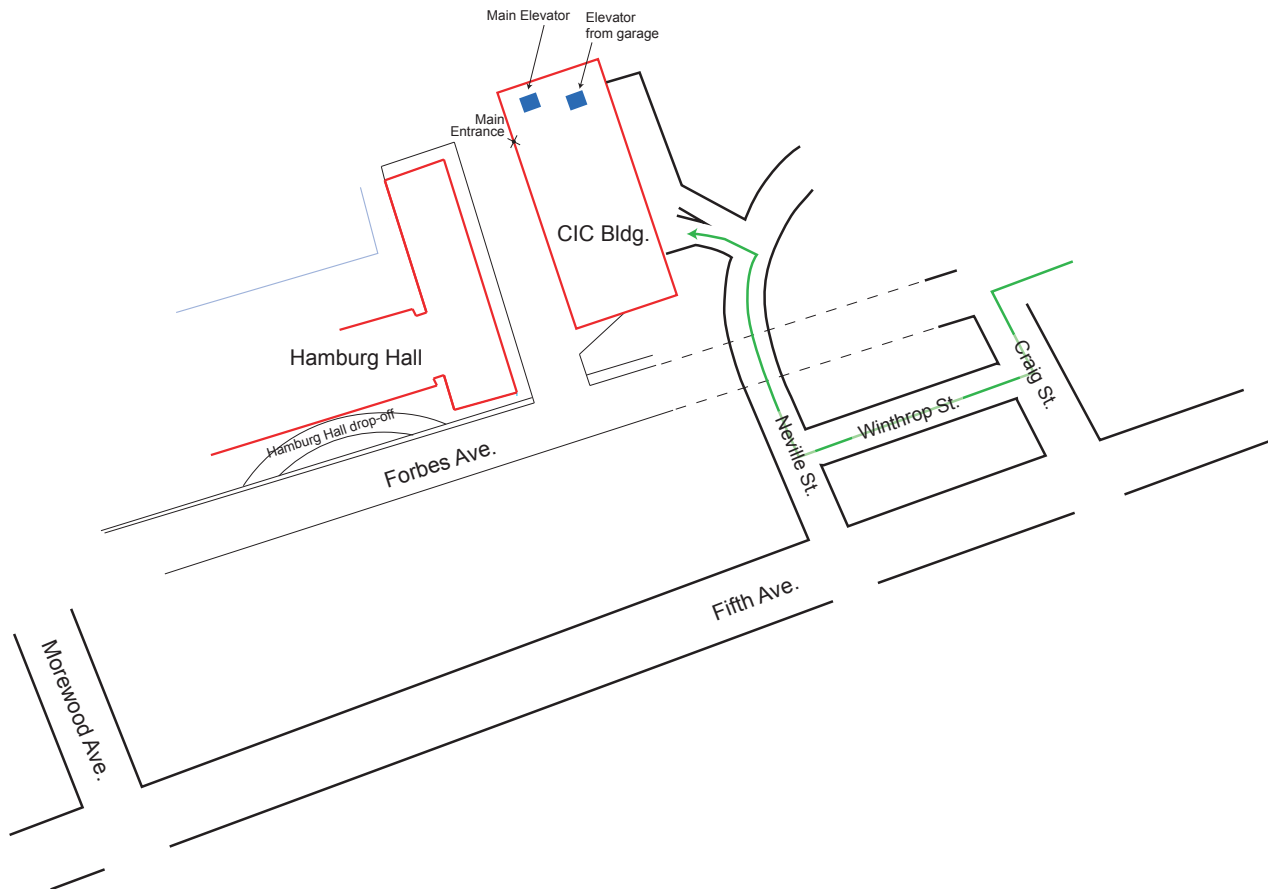 Main Elevator
Elevator
from garage
Main
Entrance
CIC Bldg.
Hamburg Hall
Hamburg Hall drop-off
Forbes Ave.
Craig St.
Winthrop St.
Neville St.
Fifth Ave.
Morewood Ave.